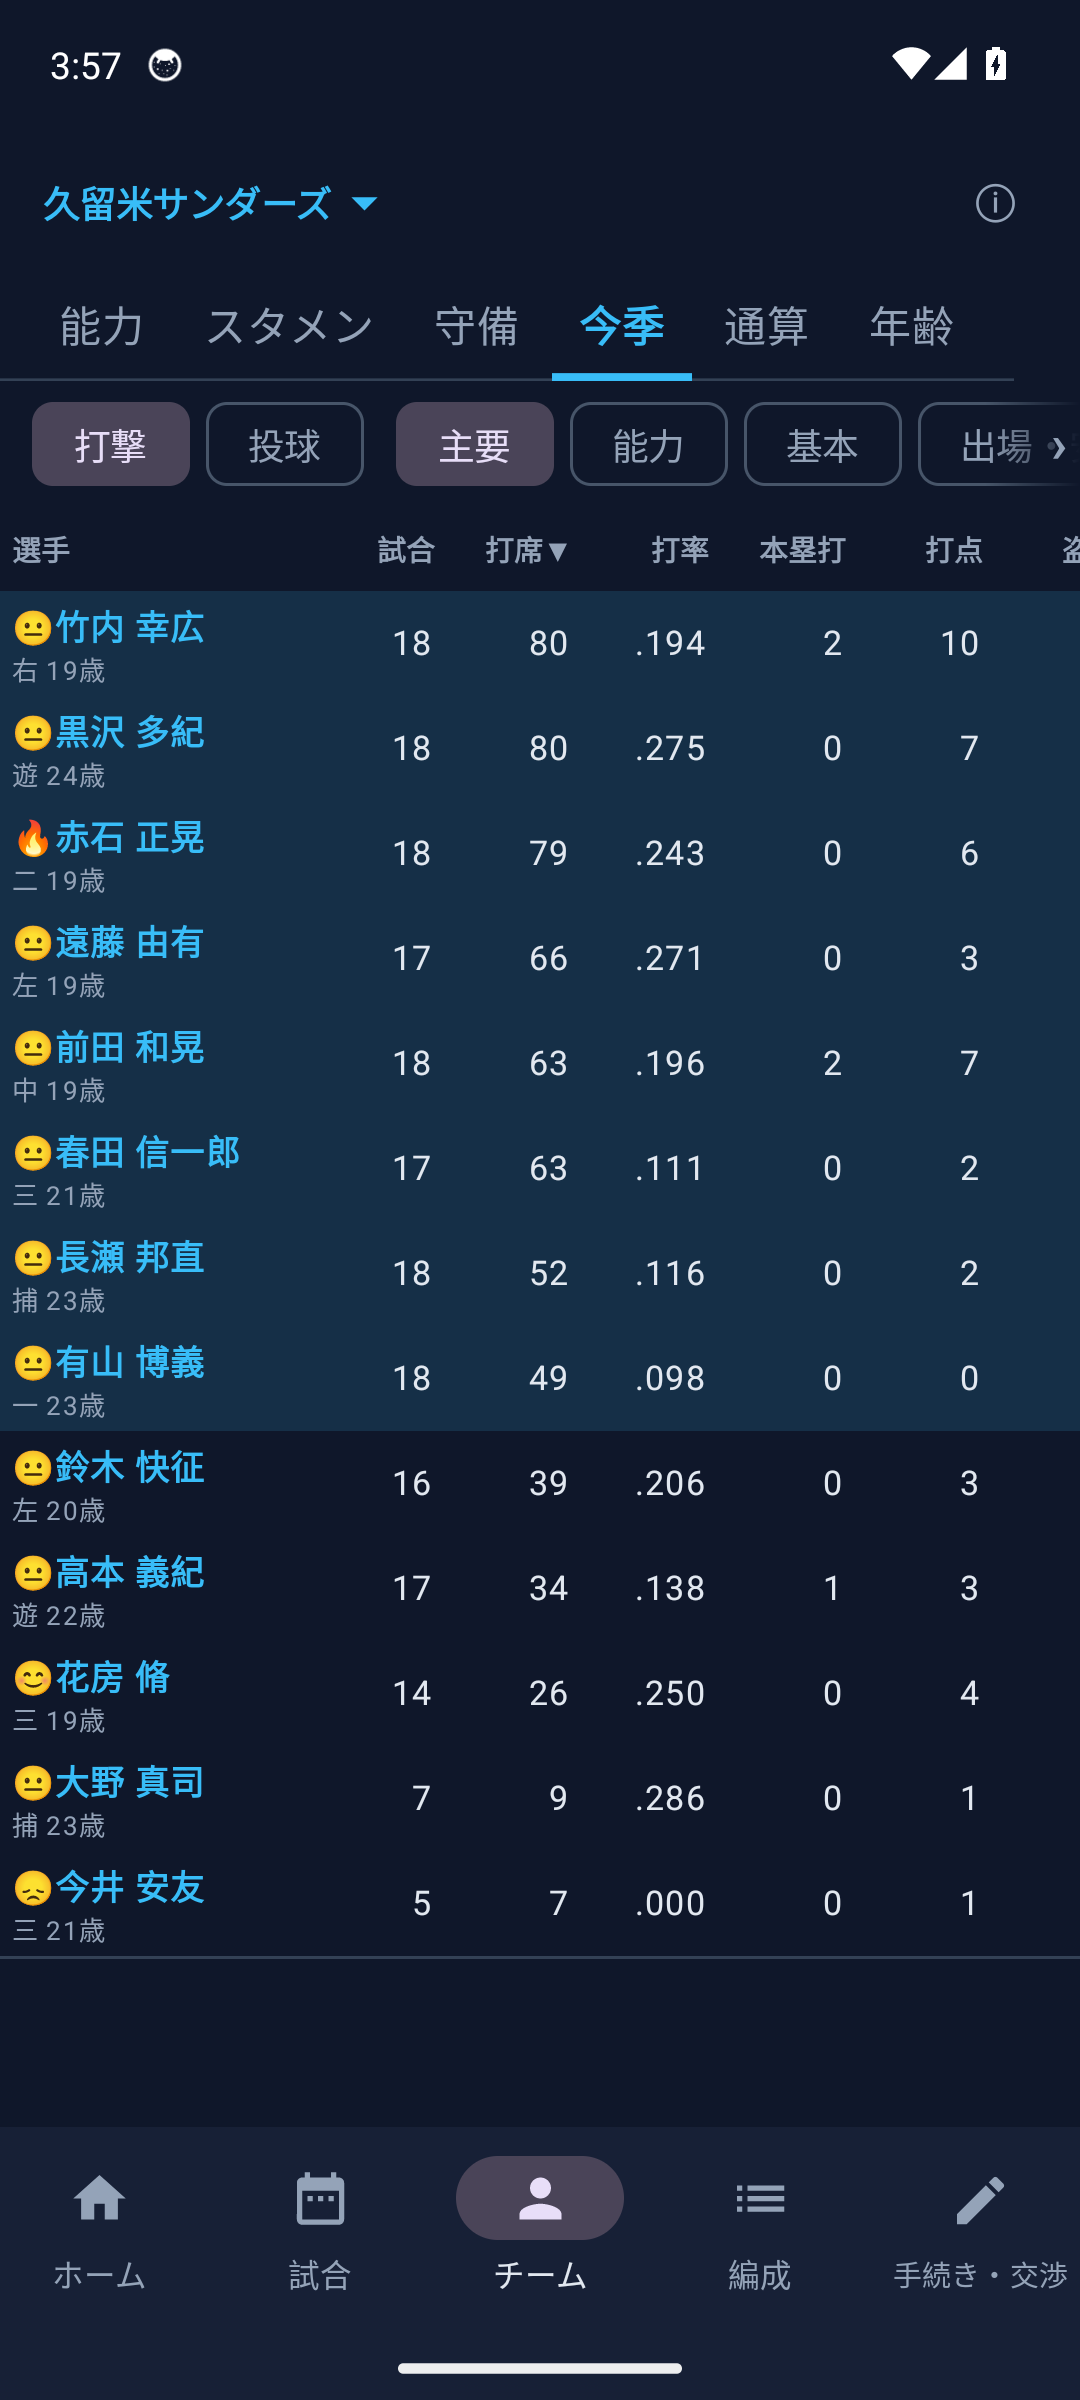 3:57
久留米サンダーズ
能力 スタメン 守備 今季 通算 年齢
打撃 投球 主要 能力 基本 出場
選手 試合 打席▼ 打率 本塁打 打点 盗
竹内 幸広 18 80 .194 2 10
右 19歳
黒沢 多紀 18 80 .275 0 7
遊 24歳
赤石 正晃 18 79 .243 0 6
二 19歳
遠藤 由有 17 66 .271 0 3
左 19歳
前田 和晃 18 63 .196 2 7
中 19歳
春田 信一郎 17 63 .111 0 2
三 21歳
長瀬 邦直 18 52 .116 0 2
捕 23歳
有山 博義 18 49 .098 0 0
一 23歳
鈴木 快征 16 39 .206 0 3
左 20歳
高本 義紀 17 34 .138 1 3
遊 22歳
花房 脩 14 26 .250 0 4
三 19歳
大野 真司 7 9 .286 0 1
捕 23歳
今井 安友 5 7 .000 0 1
三 21歳
ホーム 試合 チーム 編成 手続き・交渉